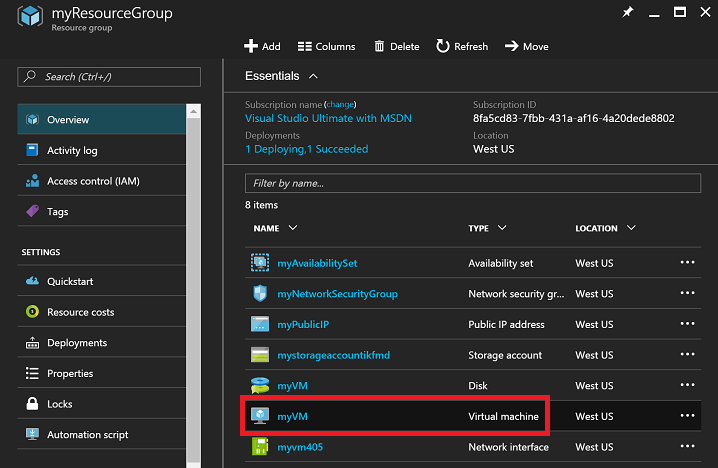 myResourceGroup
Resource group
Add Columns Delete Refresh Move
Search (Ctrl+/)
Overview
Activity log
Access control (IAM)
Tags
SETTINGS
Quickstart
Resource costs
Deployments
Properties
Locks
Automation script
Essentials
Subscription name (change) Subscription ID
Visual Studio Ultimate with MSDN 8fa5cd83-7fbb-431a-af16-4a20dede8802
Deployments Location
1 Deploying,1 Succeeded West US
Filter by name...
8 items
NAME TYPE LOCATION
myAvailabilitySet Availability set West US ...
myNetworkSecurityGroup Network security gr... West US ...
myPublicIP Public IP address West US ...
mystorageaccountikfmd Storage account West US ...
myVM Disk West US ...
myVM Virtual machine West US ...
myvm405 Network interface West US ...